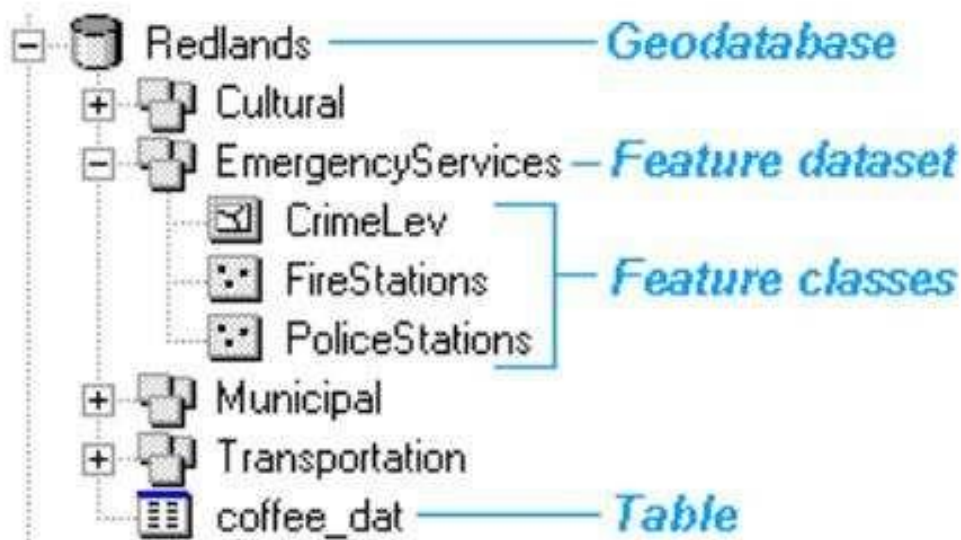 Redlands Geodatabase
Cultural
EmergencyServices Feature dataset
CrimeLev
FireStations Feature classes
PoliceStations
Municipal
Transportation
coffee_dat Table